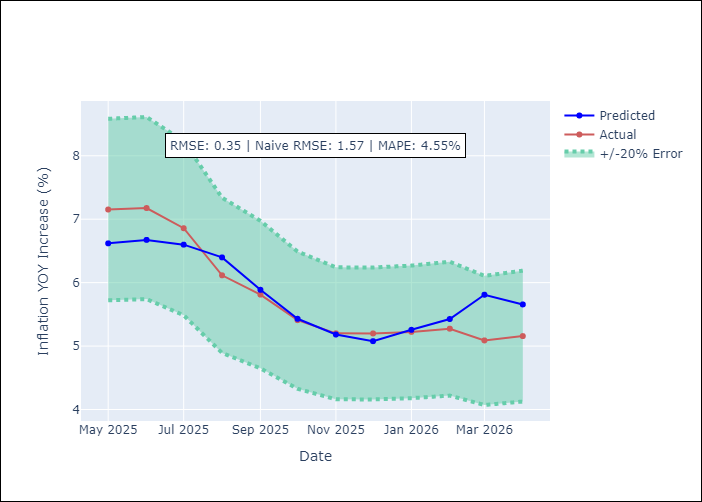 RMSE: 0.35 | Naive RMSE: 1.57 | MAPE: 4.55%
Predicted
Actual
+/-20% Error
Inflation YOY Increase (%)
8
7
6
5
4
May 2025 Jul 2025 Sep 2025 Nov 2025 Jan 2026 Mar 2026
Date